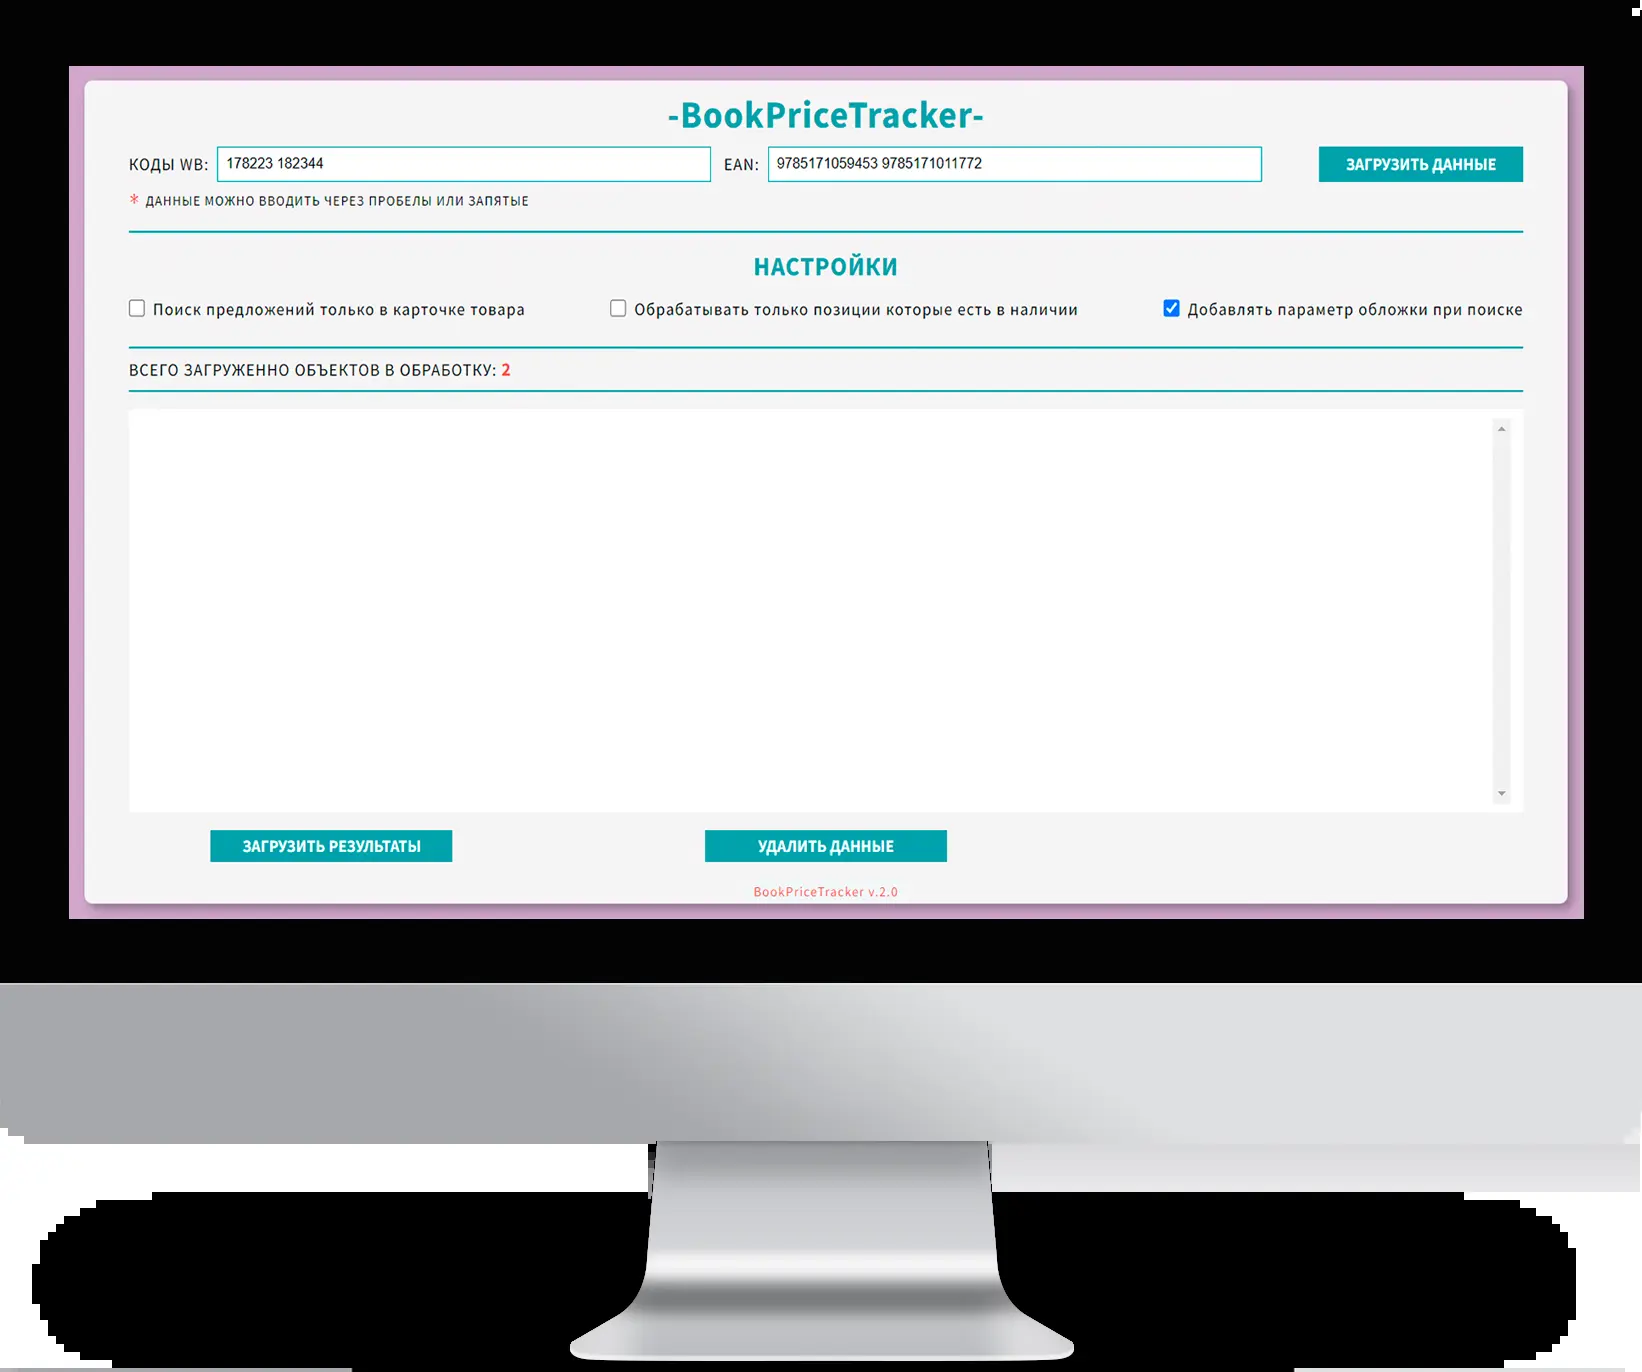 -BookPriceTracker-
КОДЫ WB: 178223 182344 EAN: 9785171059453 9785171011772 ЗАГРУЗИТЬ ДАННЫЕ
* ДАННЫЕ МОЖНО ВВОДИТЬ ЧЕРЕЗ ПРОБЕЛЫ ИЛИ ЗАПЯТЫЕ
НАСТРОЙКИ
Поиск предложений только в карточке товара Обрабатывать только позиции которые есть в наличии Добавлять параметр обложки при поиске
ВСЕГО ЗАГРУЖЕННО ОБЪЕКТОВ В ОБРАБОТКУ: 2
ЗАГРУЗИТЬ РЕЗУЛЬТАТЫ УДАЛИТЬ ДАННЫЕ
BookPriceTracker v.2.0